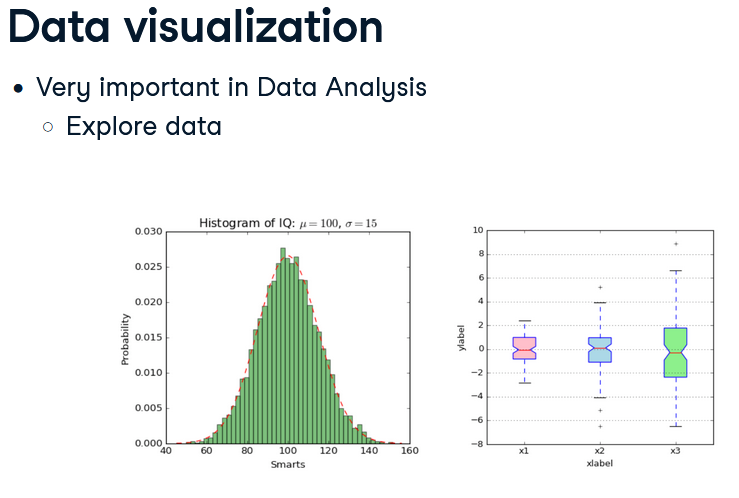 Data visualization
• Very important in Data Analysis
○ Explore data
Histogram of IQ: μ = 100, σ = 15
0.030
0.025
0.020
0.015
0.010
0.005
0.000
Probability
40 60 80 100 120 140 160
Smarts
10
8
6
4
2
0
−2
−4
−6
−8
ylabel
x1 x2 x3
xlabel